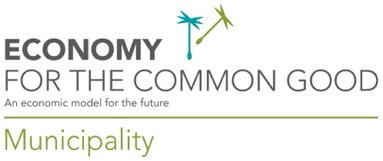 ECONOMY
FOR THE COMMON GOOD
An economic model for the future
Municipality